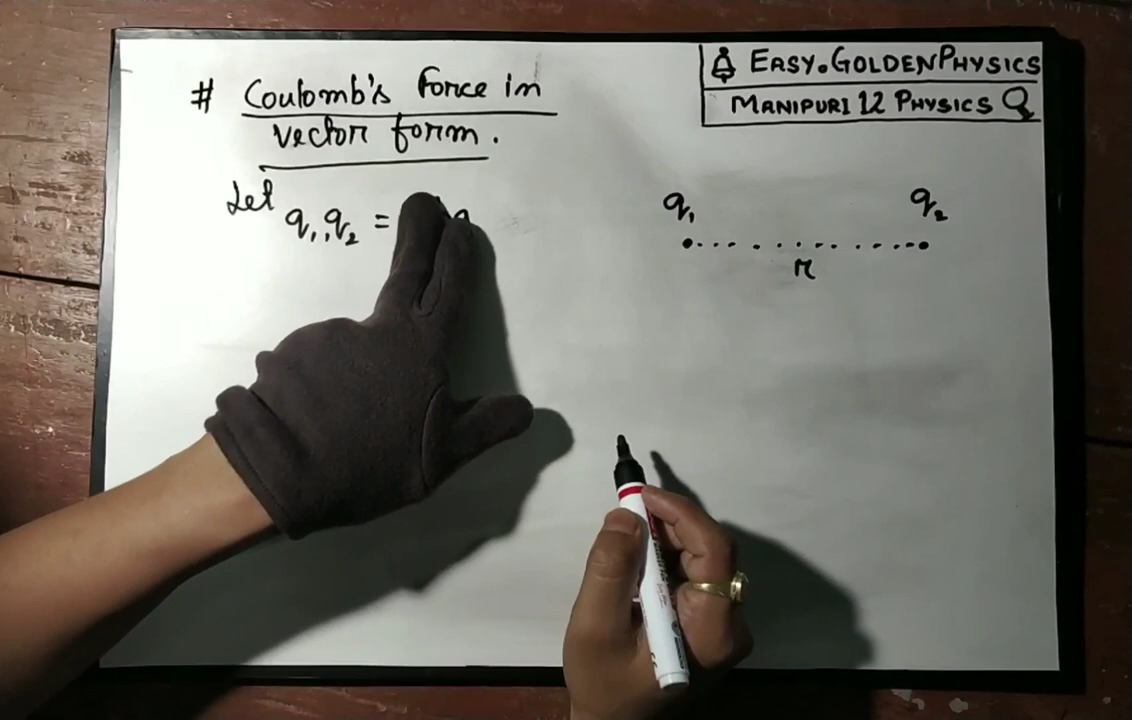 # Coulomb's Force in
vector form.
EASY.GOLDENPHYSICS
MANIPURI 12 PHYSICS
Let q₁, q₂ =
q₁ q₂
r